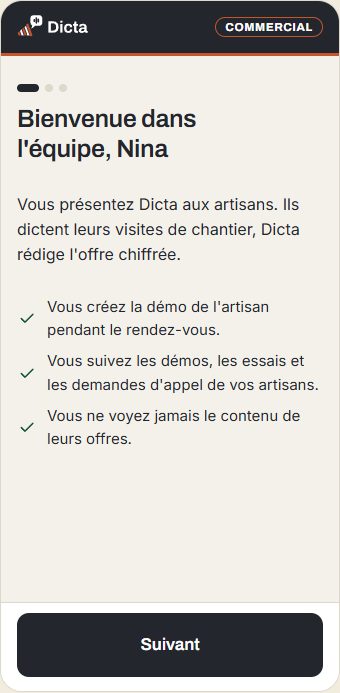 Dicta
COMMERCIAL
Bienvenue dans
l'équipe, Nina
Vous présentez Dicta aux artisans. Ils
dictent leurs visites de chantier, Dicta
rédige l'offre chiffrée.
Vous créez la démo de l'artisan
pendant le rendez-vous.
Vous suivez les démos, les essais et
les demandes d'appel de vos artisans.
Vous ne voyez jamais le contenu de
leurs offres.
Suivant